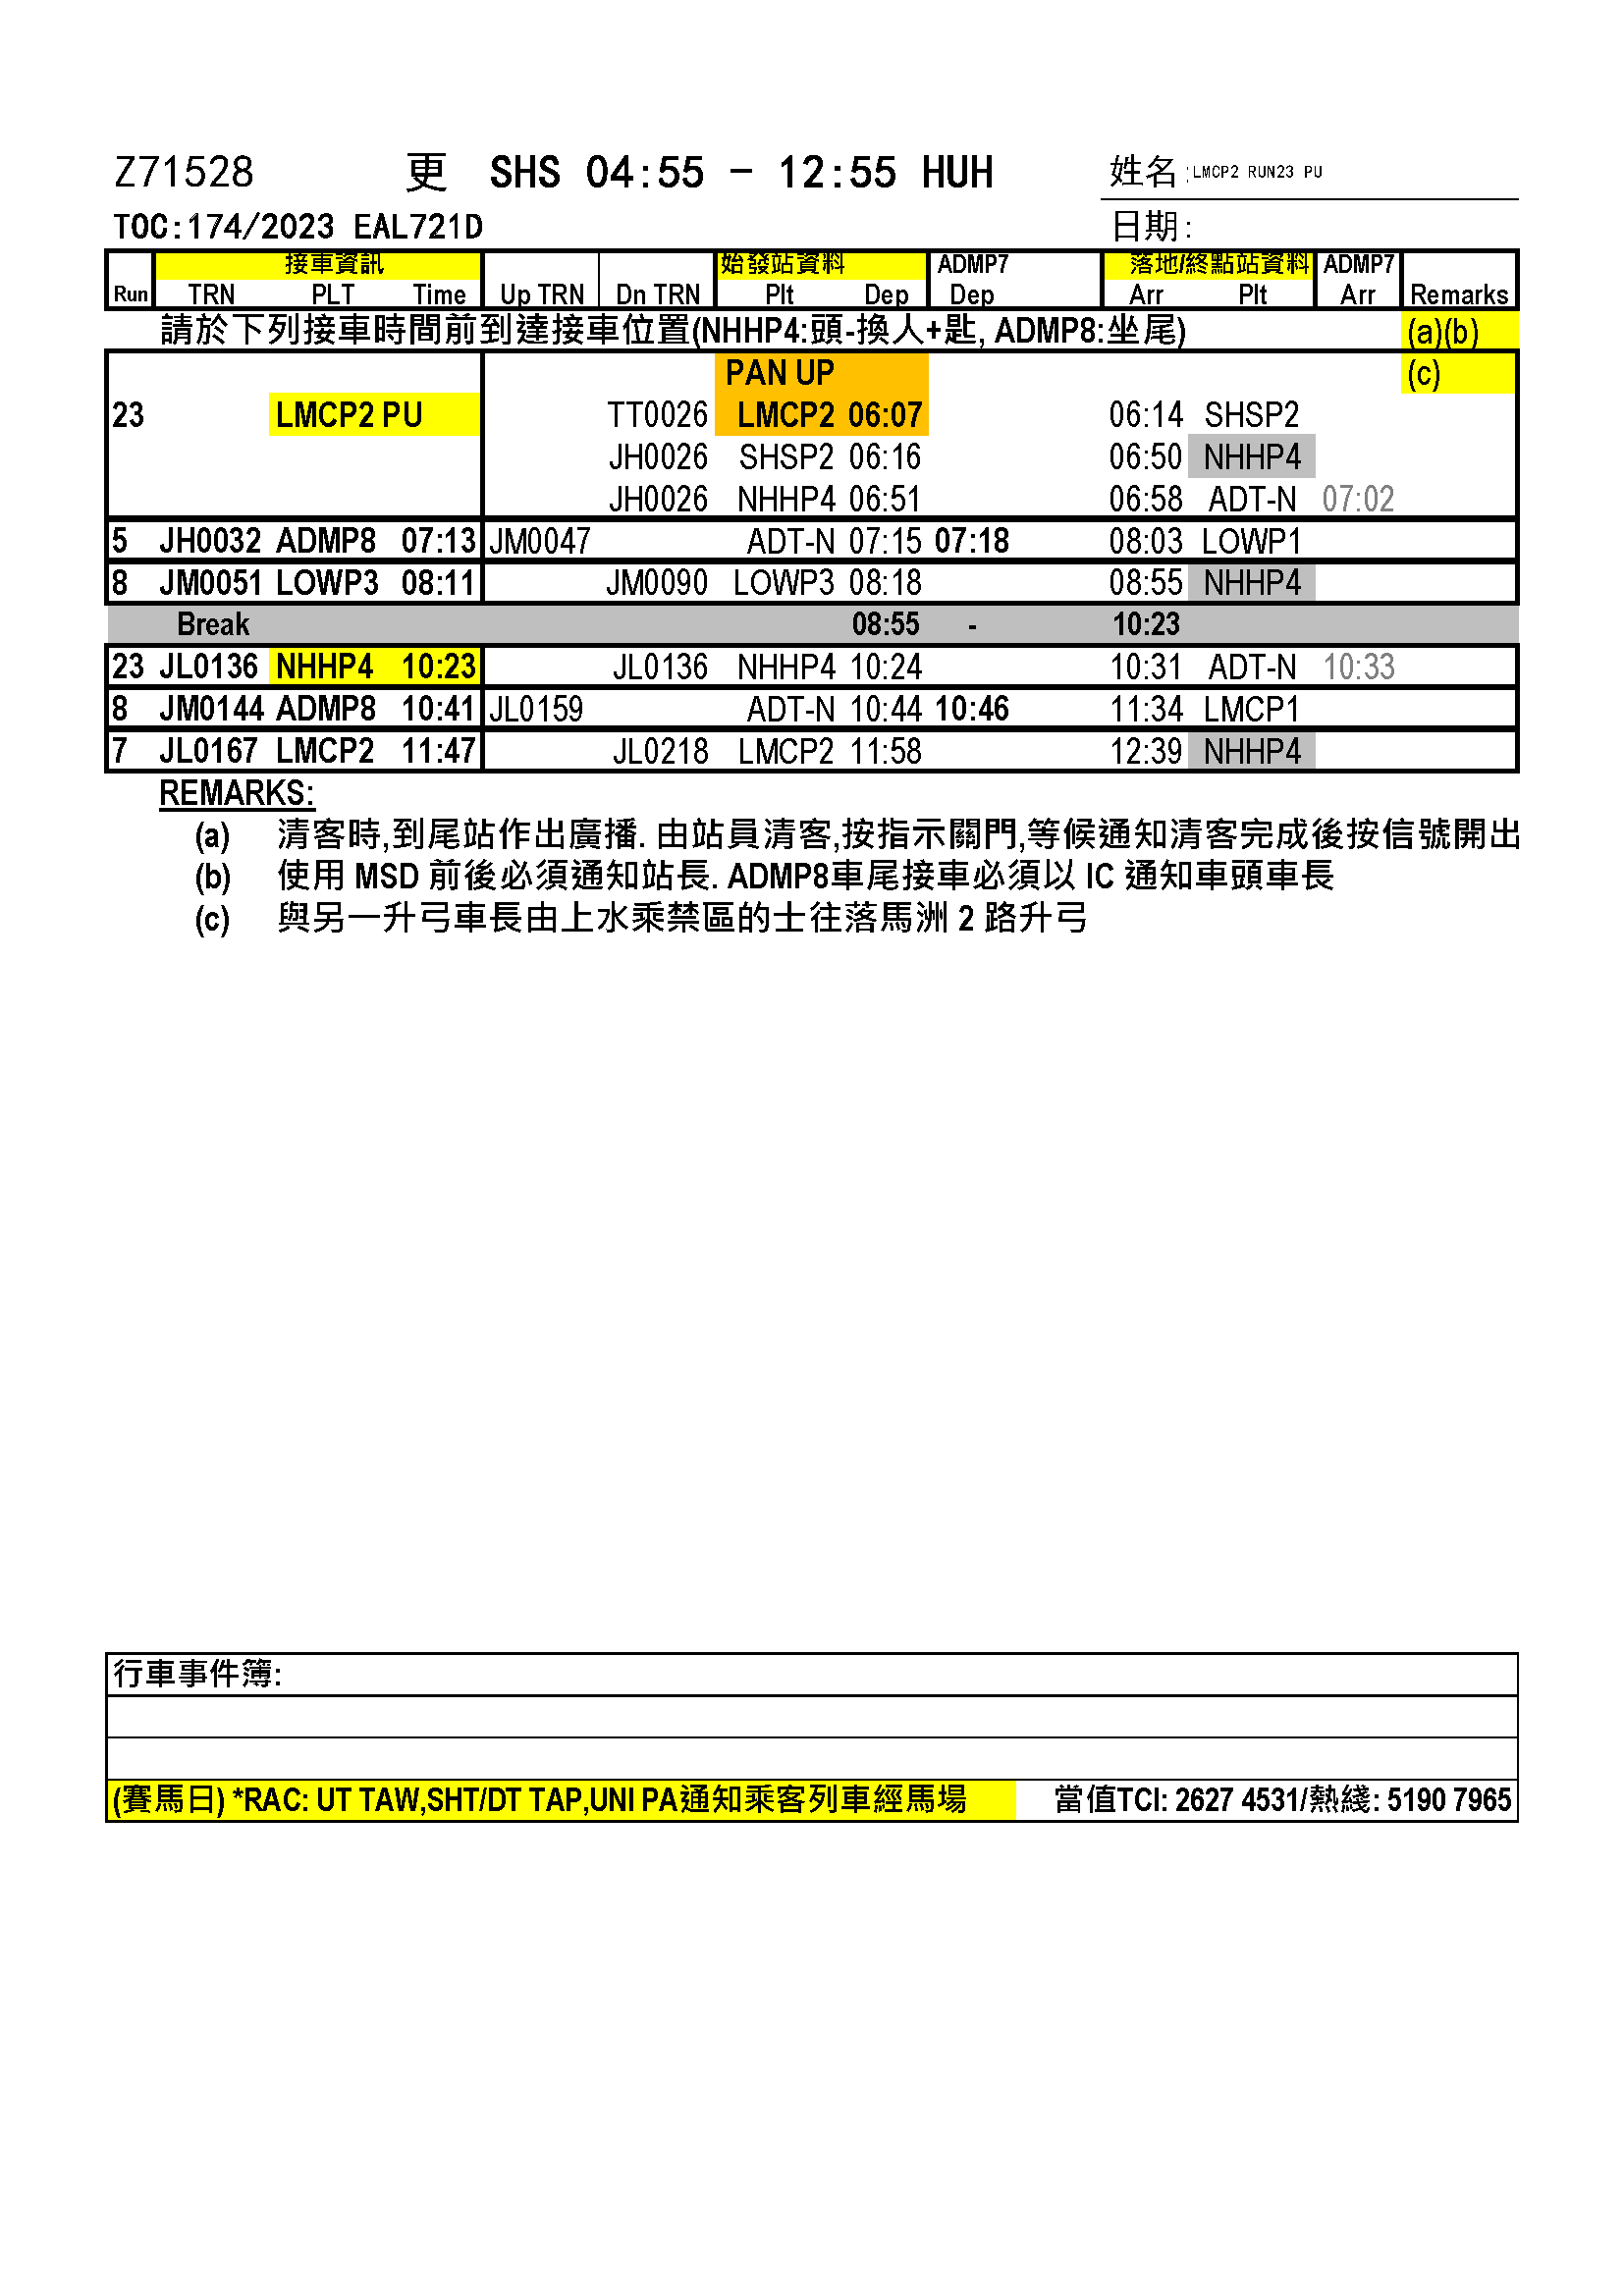 Z71528 更 SHS 04:55 - 12:55 HUH 姓名:LMCP2 RUN23 PU
TOC:174/2023 EAL721D 日期:
接車資訊 始發站資料 ADMP7 落地/終點站資料 ADMP7
Run TRN PLT Time Up TRN Dn TRN Plt Dep Dep Arr Plt Arr Remarks
請於下列接車時間前到達接車位置(NHHP4:頭-換人+匙, ADMP8:坐尾) (a)(b)
PAN UP (c)
23 LMCP2 PU TT0026 LMCP2 06:07 06:14 SHSP2
JH0026 SHSP2 06:16 06:50 NHHP4
JH0026 NHHP4 06:51 06:58 ADT-N 07:02
5 JH0032 ADMP8 07:13 JM0047 ADT-N 07:15 07:18 08:03 LOWP1
8 JM0051 LOWP3 08:11 JM0090 LOWP3 08:18 08:55 NHHP4
Break 08:55 - 10:23
23 JL0136 NHHP4 10:23 JL0136 NHHP4 10:24 10:31 ADT-N 10:33
8 JM0144 ADMP8 10:41 JL0159 ADT-N 10:44 10:46 11:34 LMCP1
7 JL0167 LMCP2 11:47 JL0218 LMCP2 11:58 12:39 NHHP4
REMARKS:
(a) 清客時,到尾站作出廣播. 由站員清客,按指示關門,等候通知清客完成後按信號開出
(b) 使用 MSD 前後必須通知站長. ADMP8車尾接車必須以 IC 通知車頭車長
(c) 與另一升弓車長由上水乘禁區的士往落馬洲 2 路升弓
行車事件簿:
(賽馬日) *RAC: UT TAW,SHT/DT TAP,UNI PA通知乘客列車經馬場 當值TCI: 2627 4531/熱綫: 5190 7965